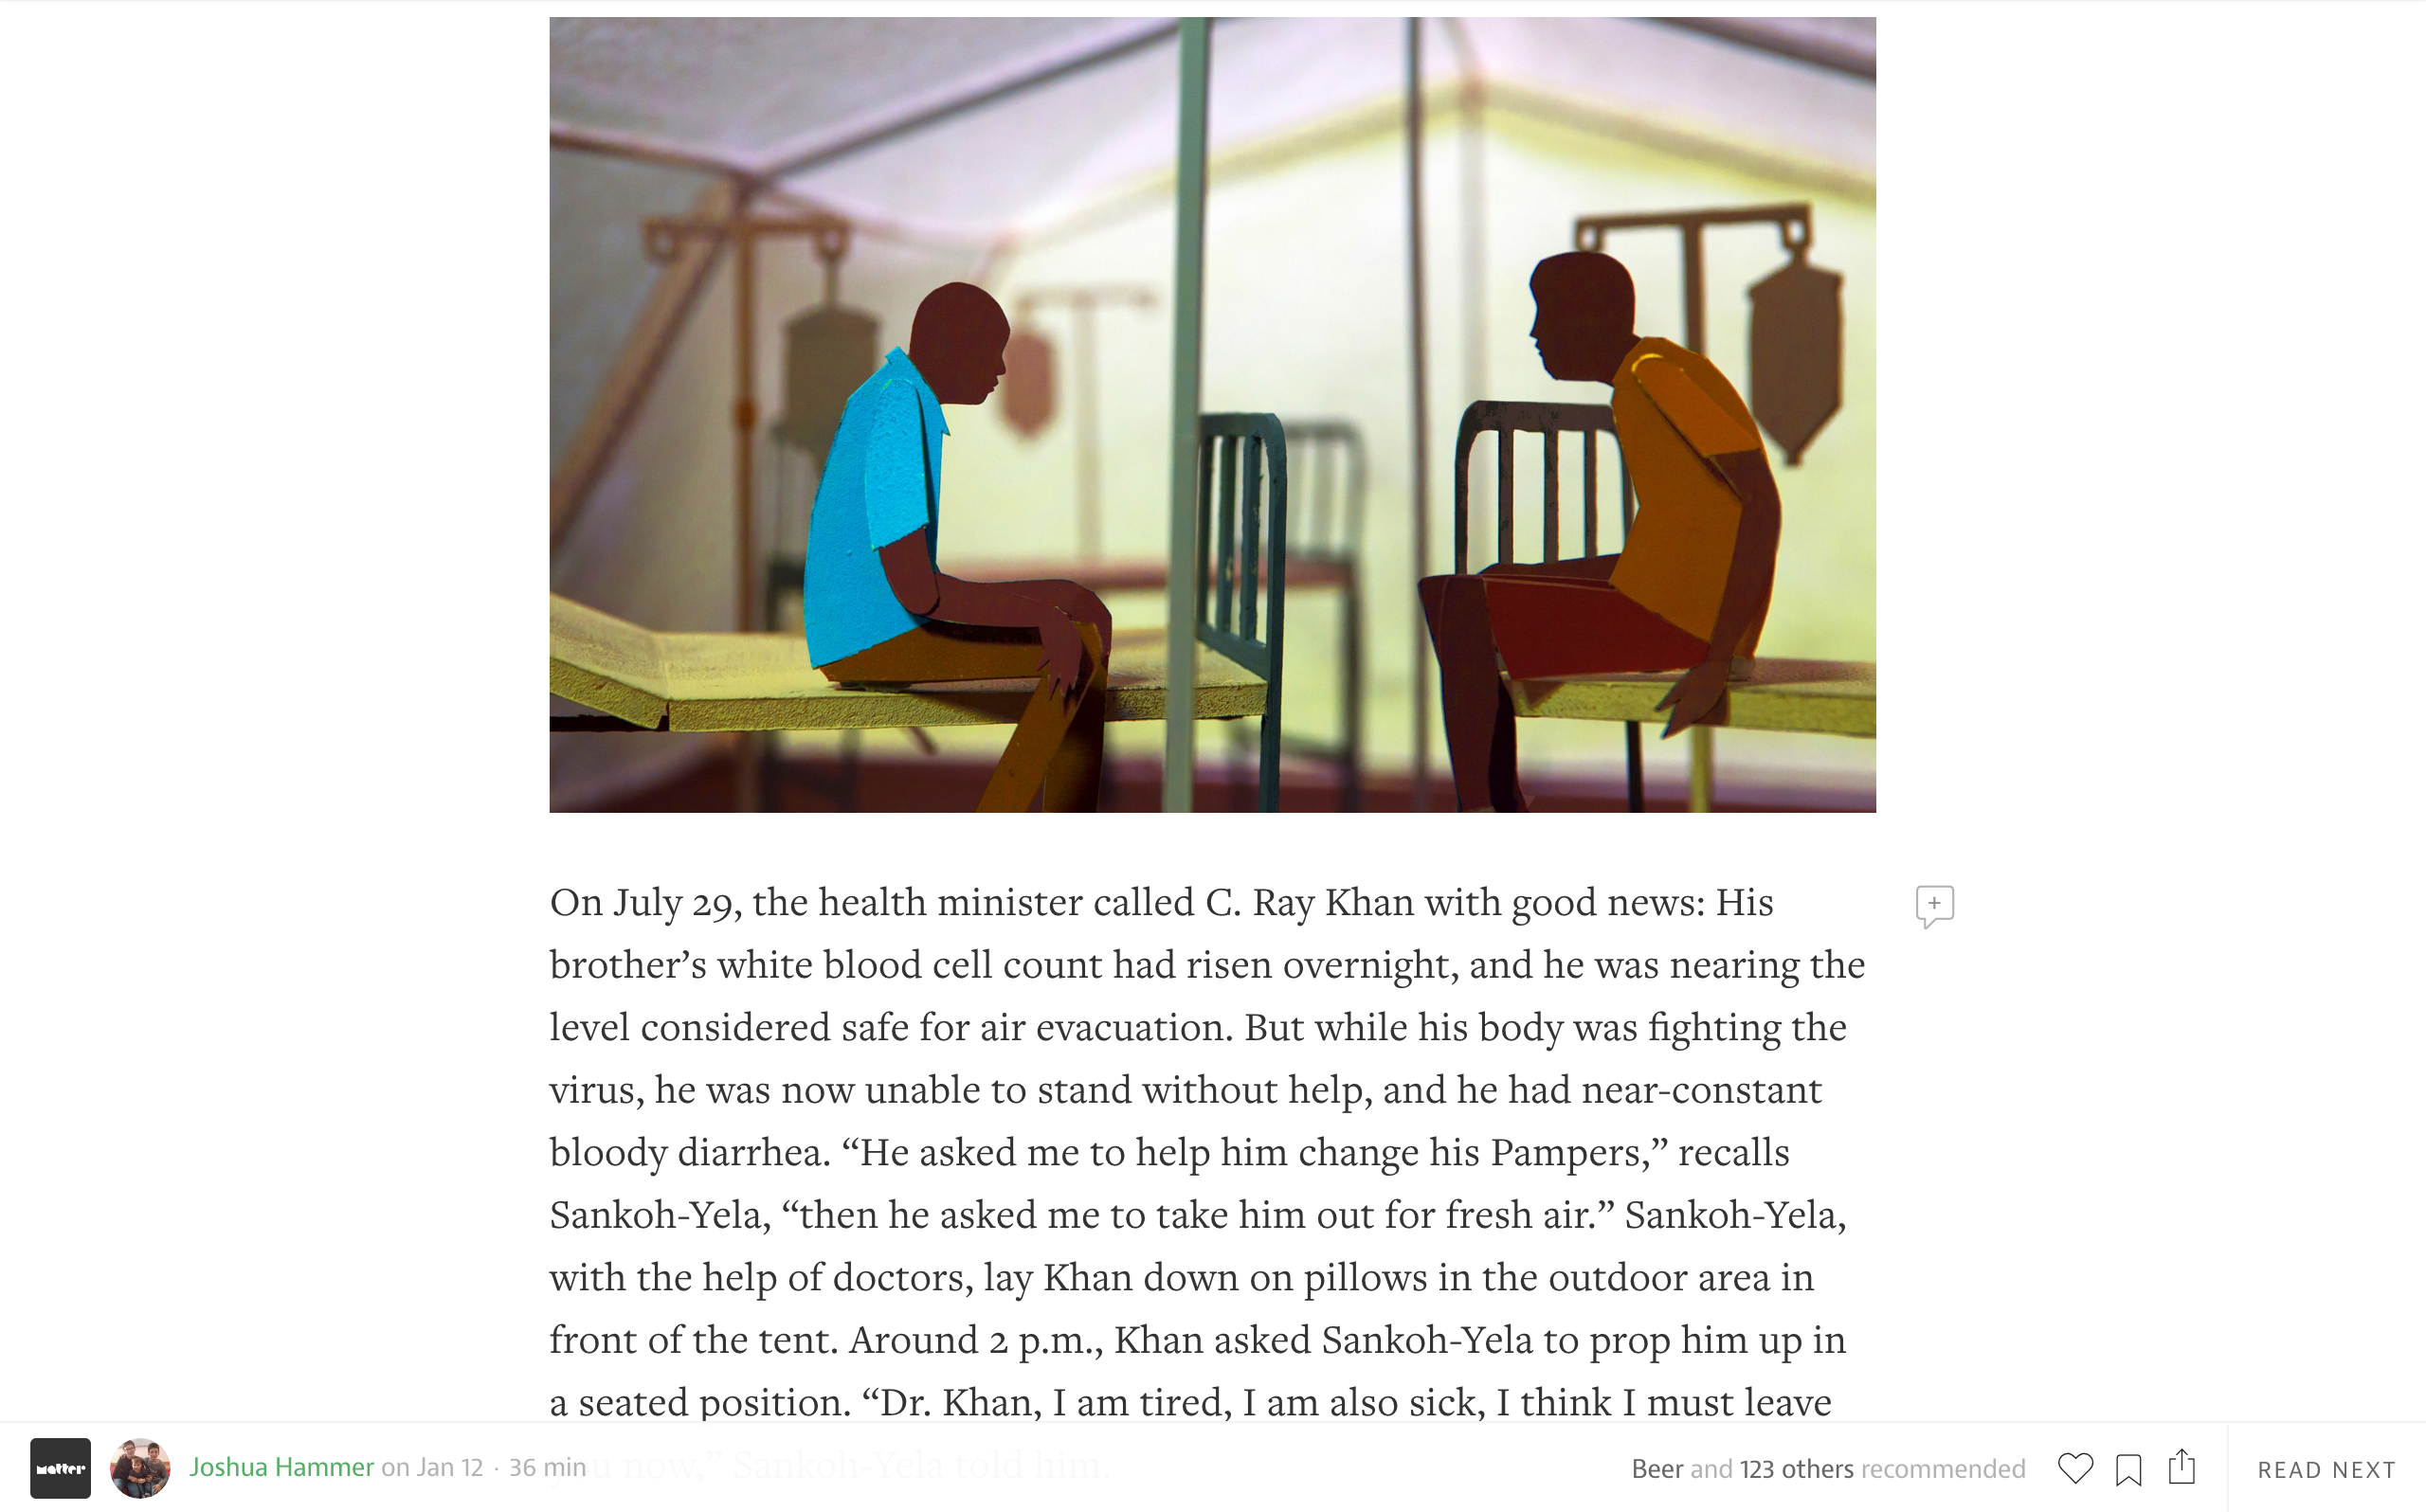 On July 29, the health minister called C. Ray Khan with good news: His
brother’s white blood cell count had risen overnight, and he was nearing the
level considered safe for air evacuation. But while his body was fighting the
virus, he was now unable to stand without help, and he had near-constant
bloody diarrhea. “He asked me to help him change his Pampers,” recalls
Sankoh-Yela, “then he asked me to take him out for fresh air.” Sankoh-Yela,
with the help of doctors, lay Khan down on pillows in the outdoor area in
front of the tent. Around 2 p.m., Khan asked Sankoh-Yela to prop him up in
a seated position. “Dr. Khan, I am tired, I am also sick, I think I must leave
you now,” Sankoh-Yela told him.
matter
Joshua Hammer on Jan 12 · 36 min
Beer and 123 others recommended
READ NEXT